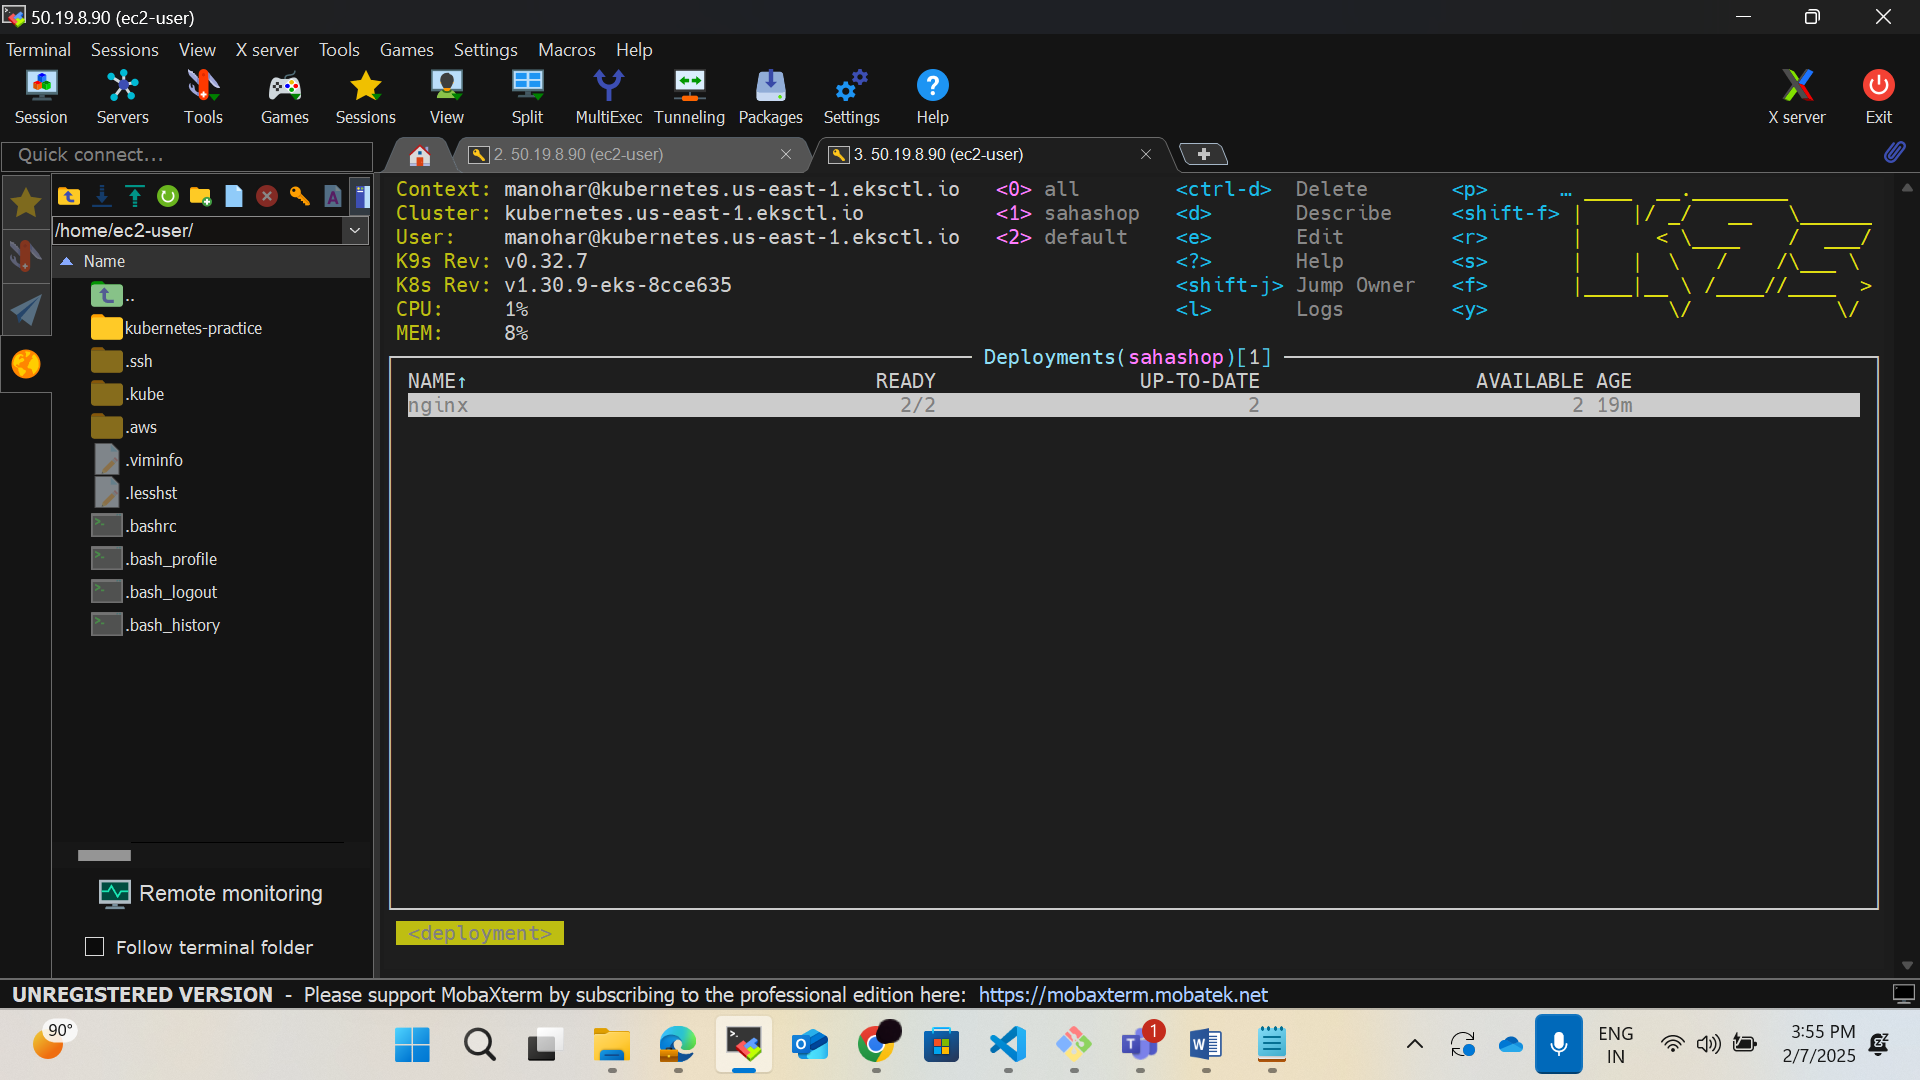 50.19.8.90 (ec2-user)
Terminal Sessions View X server Tools Games Settings Macros Help
Session Servers Tools Games Sessions View Split MultiExec Tunneling Packages Settings Help X server Exit
Quick connect...
2. 50.19.8.90 (ec2-user)
3. 50.19.8.90 (ec2-user)
/home/ec2-user/
Name
..
kubernetes-practice
.ssh
.kube
.aws
.viminfo
.lesshst
.bashrc
.bash_profile
.bash_logout
.bash_history
Remote monitoring
Follow terminal folder
Context: manohar@kubernetes.us-east-1.eksctl.io <0> all <ctrl-d> Delete <p> …
Cluster: kubernetes.us-east-1.eksctl.io <1> sahashop <d> Describe <shift-f>
User: manohar@kubernetes.us-east-1.eksctl.io <2> default <e> Edit <r>
K9s Rev: v0.32.7 <?> Help <s>
K8s Rev: v1.30.9-eks-8cce635 <shift-j> Jump Owner <f>
CPU: 1% <l> Logs <y>
MEM: 8%
Deployments(sahashop)[1]
NAME↑ READY UP-TO-DATE AVAILABLE AGE
nginx 2/2 2 2 19m
<deployment>
UNREGISTERED VERSION - Please support MobaXterm by subscribing to the professional edition here: https://mobaxterm.mobatek.net
90°
1
ENG
IN
3:55 PM
2/7/2025